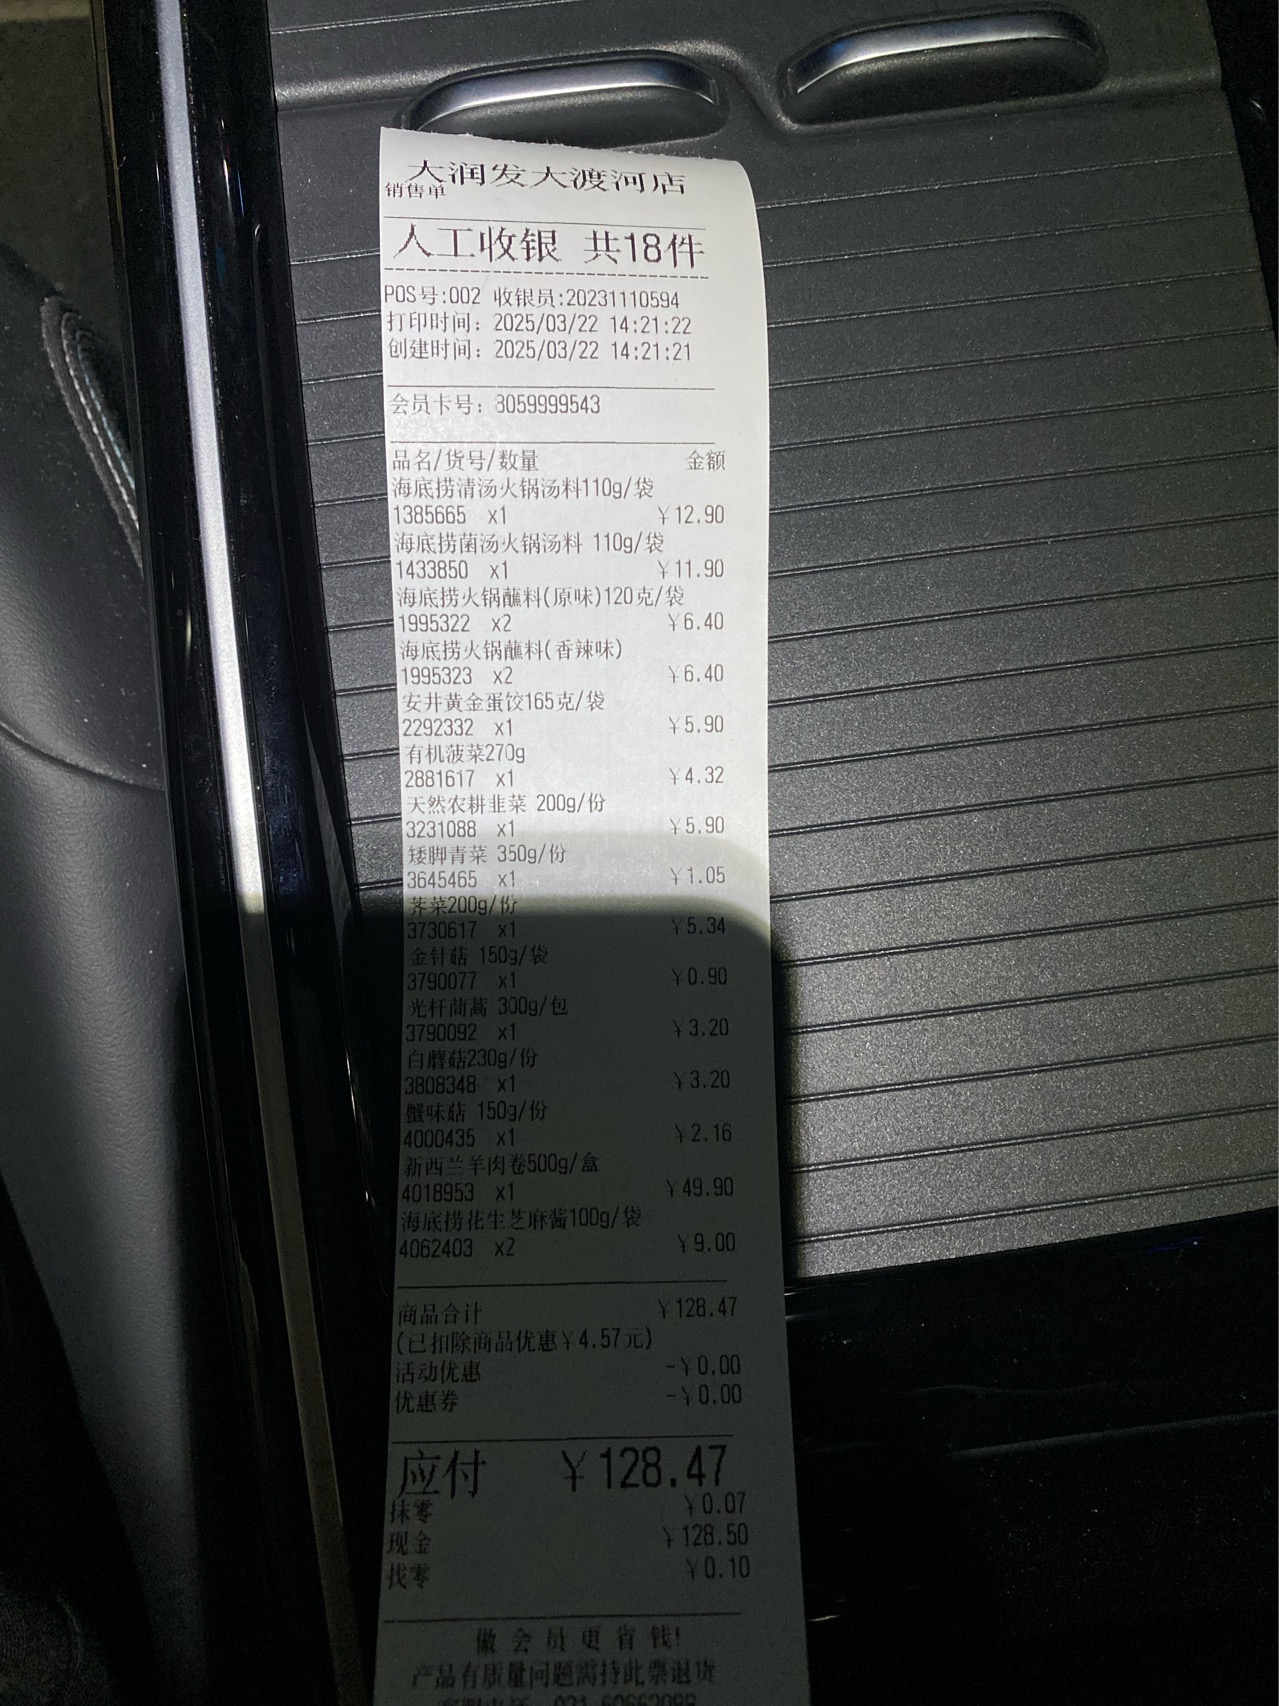 大润发大渡河店
销售单
人工收银 共18件
POS号:002 收银员:20231110594
打印时间: 2025/03/22 14:21:22
创建时间: 2025/03/22 14:21:21
会员卡号: 3059999543
品名/货号/数量 金额
海底捞清汤火锅汤料110g/袋
1385665 x1 ¥12.90
海底捞菌汤火锅汤料 110g/袋
1433850 x1 ¥11.90
海底捞火锅蘸料(原味)120克/袋
1995322 x2 ¥6.40
海底捞火锅蘸料(香辣味)
1995323 x2 ¥6.40
安井黄金蛋饺165克/袋
2292332 x1 ¥5.90
有机菠菜270g
2881617 x1 ¥4.32
天然农耕韭菜 200g/份
3231088 x1 ¥5.90
矮脚青菜 350g/份
3645465 x1 ¥1.05
荠菜200g/份
3730617 x1 ¥5.34
金针菇 150g/袋
3790077 x1 ¥0.90
光杆茼蒿 300g/包
3790092 x1 ¥3.20
白蘑菇230g/份
3808348 x1 ¥3.20
蟹味菇 150g/份
4000435 x1 ¥2.16
新西兰羊肉卷500g/盒
4018953 x1 ¥49.90
海底捞花生芝麻酱100g/袋
4062403 x2 ¥9.00
商品合计 ¥128.47
(已扣除商品优惠¥4.57元)
活动优惠 -¥0.00
优惠券 -¥0.00
应付 ¥128.47
抹零 ¥0.07
现金 ¥128.50
找零 ¥0.10
做会员更省钱!
产品有质量问题需持此票退货